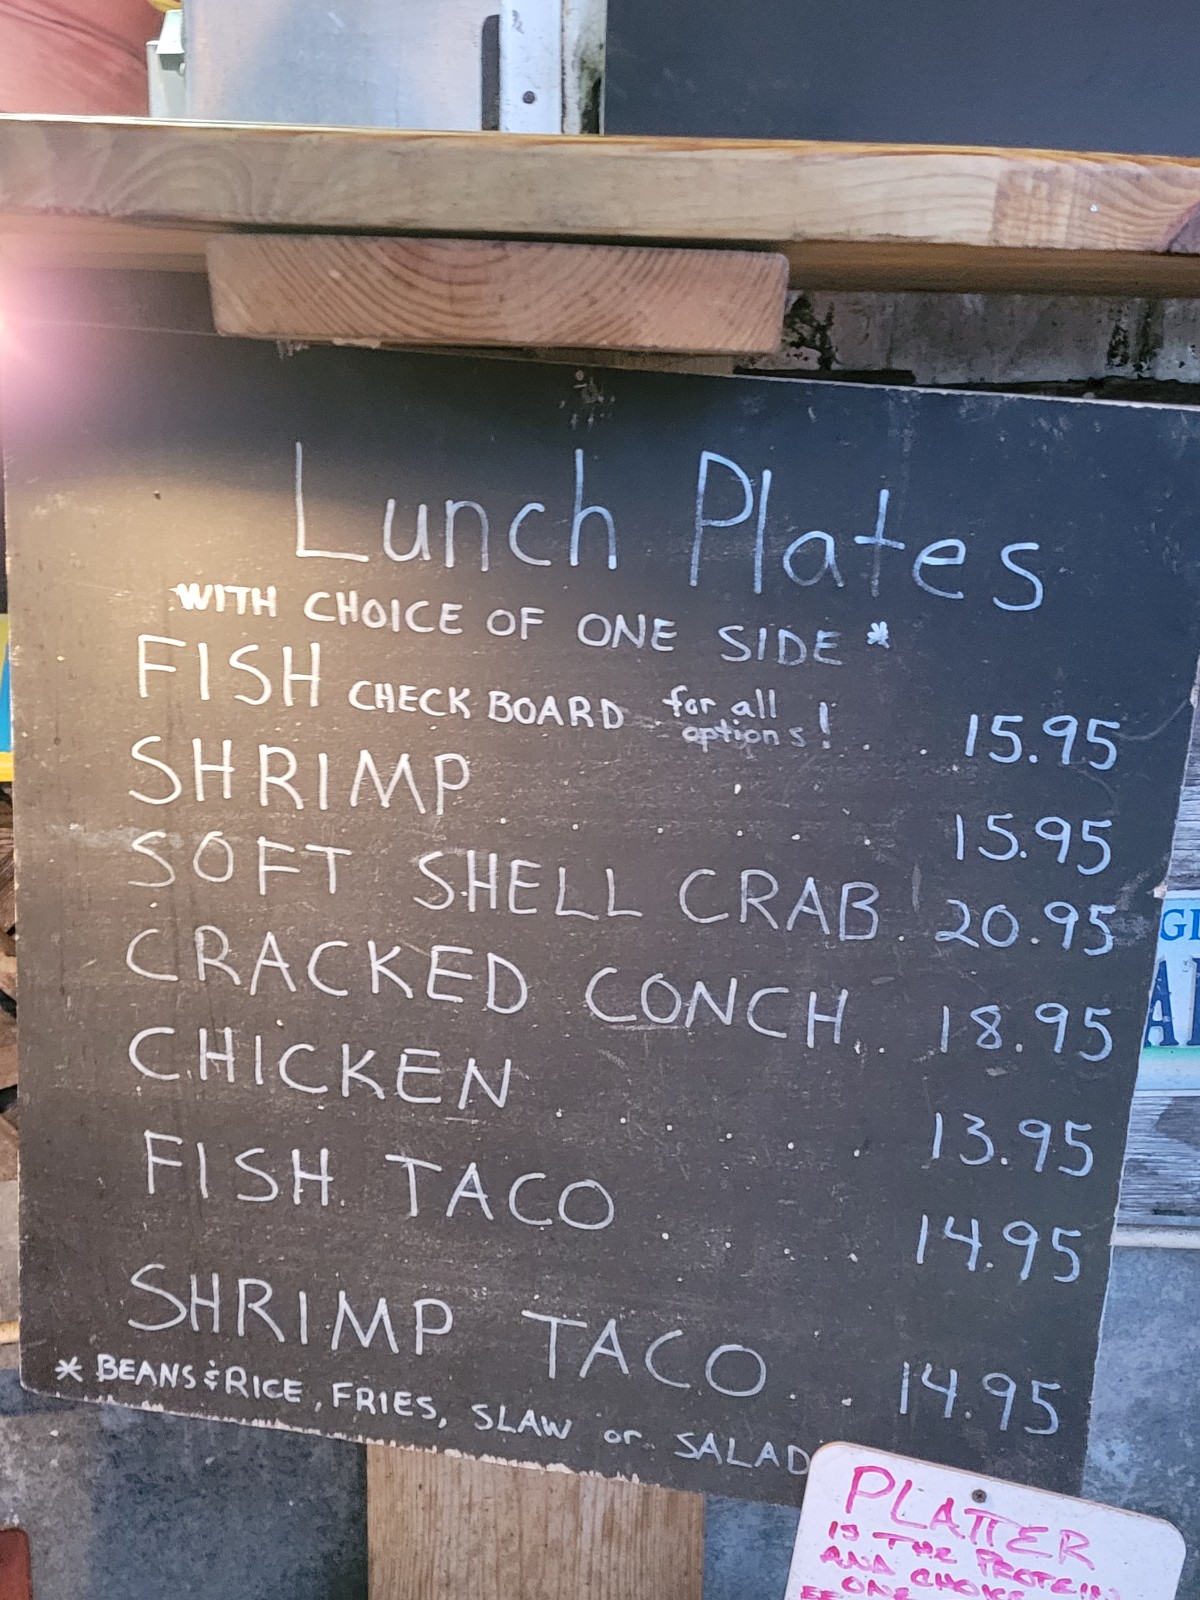 Lunch Plates
WITH CHOICE OF ONE SIDE *
FISH CHECK BOARD for all options! . . 15.95
SHRIMP . . . . . 15.95
SOFT SHELL CRAB . 20.95
CRACKED CONCH . . 18.95
CHICKEN . . . . . . 13.95
FISH TACO . . . . . 14.95
SHRIMP TACO . . . 14.95
* BEANS & RICE, FRIES, SLAW or SALAD
PLATTER
IS THE PROTEIN
AND CHOICE
ONE